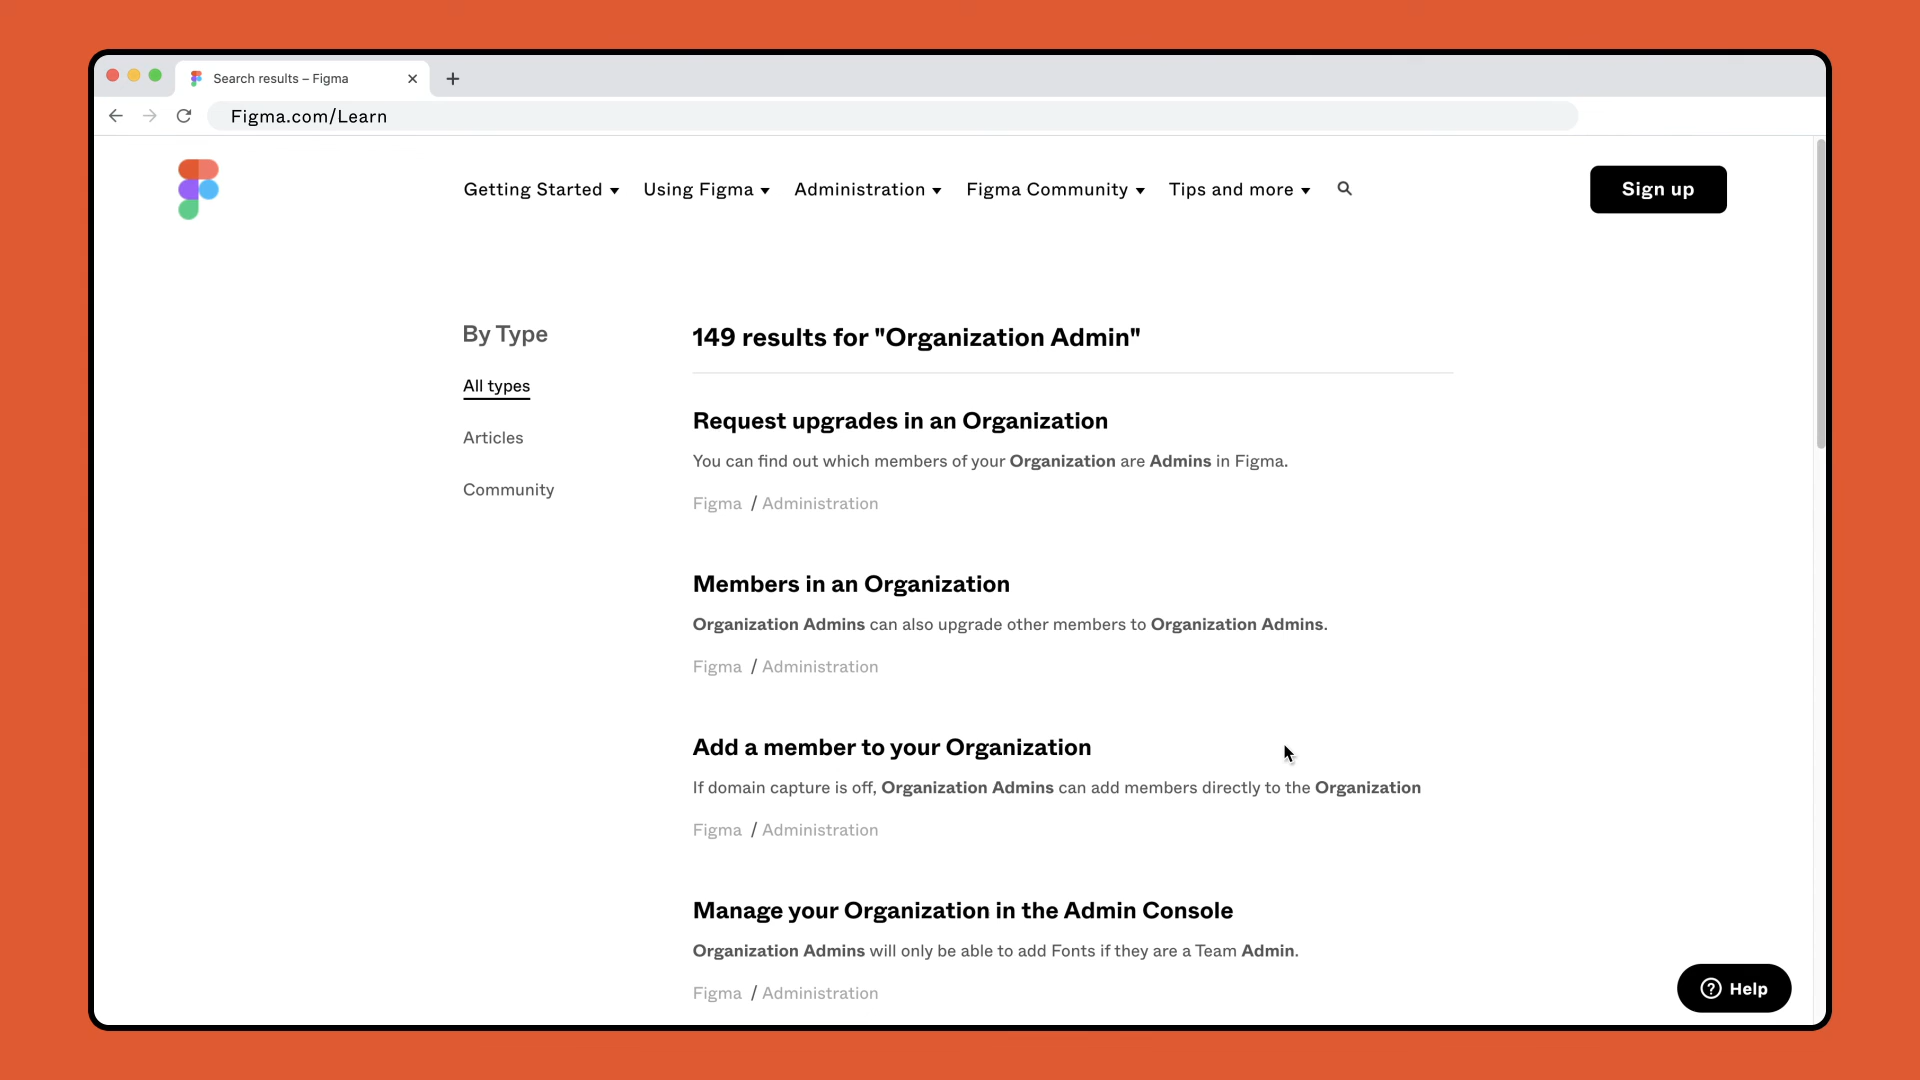 Search results – Figma
Figma.com/Learn
Getting Started Using Figma Administration Figma Community Tips and more Sign up
By Type
All types
Articles
Community
149 results for "Organization Admin"
Request upgrades in an Organization
You can find out which members of your Organization are Admins in Figma.
Figma / Administration
Members in an Organization
Organization Admins can also upgrade other members to Organization Admins.
Figma / Administration
Add a member to your Organization
If domain capture is off, Organization Admins can add members directly to the Organization
Figma / Administration
Manage your Organization in the Admin Console
Organization Admins will only be able to add Fonts if they are a Team Admin.
Figma / Administration
Help